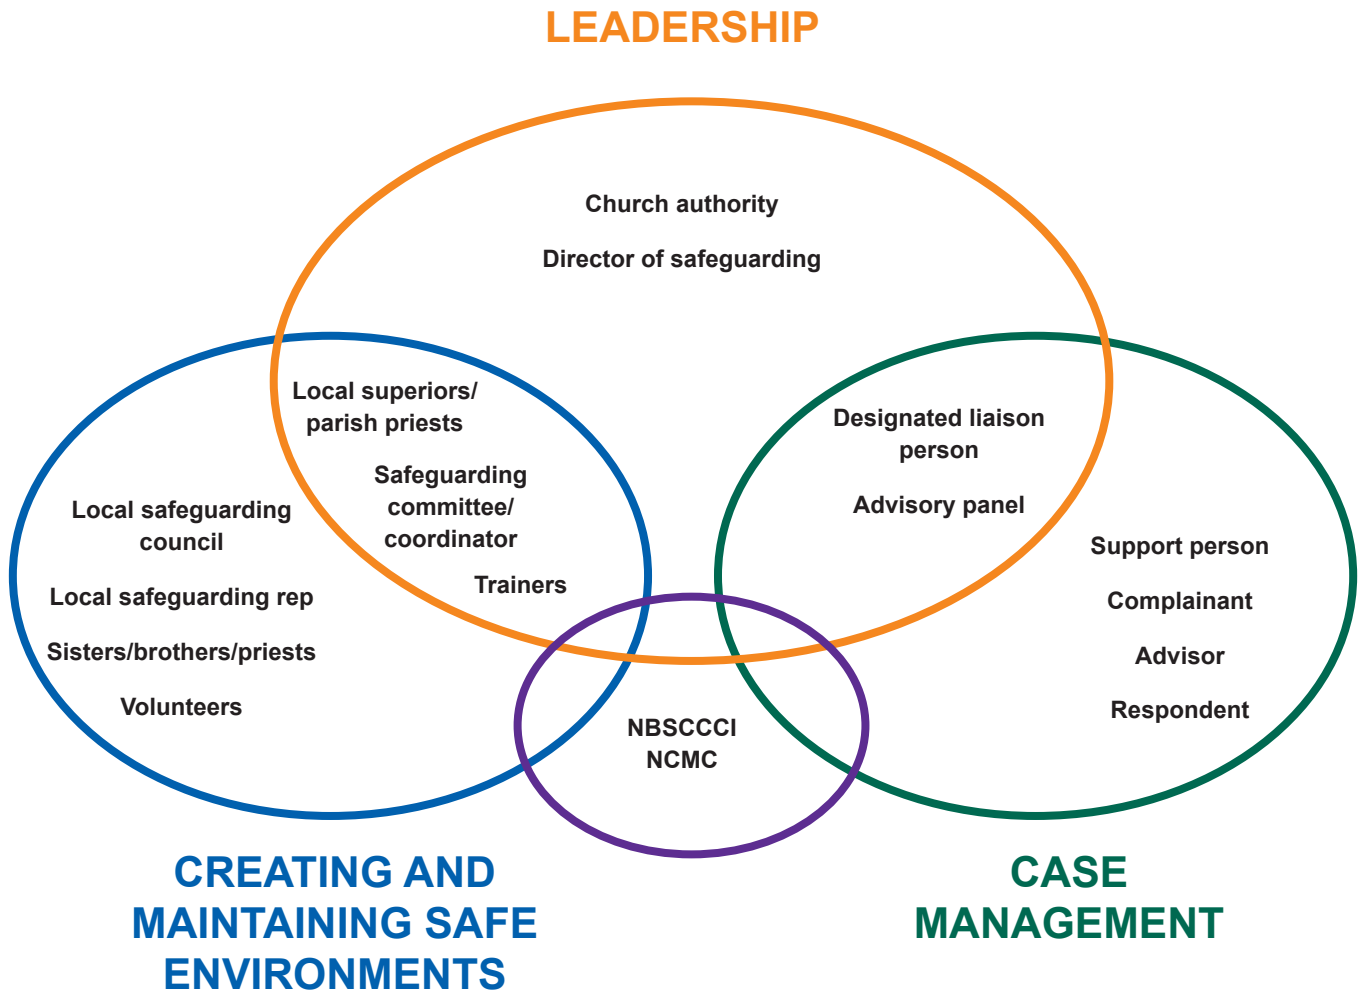 LEADERSHIP
Church authority
Director of safeguarding
Local superiors/
parish priests
Safeguarding
committee/
coordinator
Trainers
Designated liaison
person
Advisory panel
Local safeguarding
council
Local safeguarding rep
Sisters/brothers/priests
Volunteers
Support person
Complainant
Advisor
Respondent
NBSCCCI
NCMC
CREATING AND
MAINTAINING SAFE
ENVIRONMENTS
CASE
MANAGEMENT